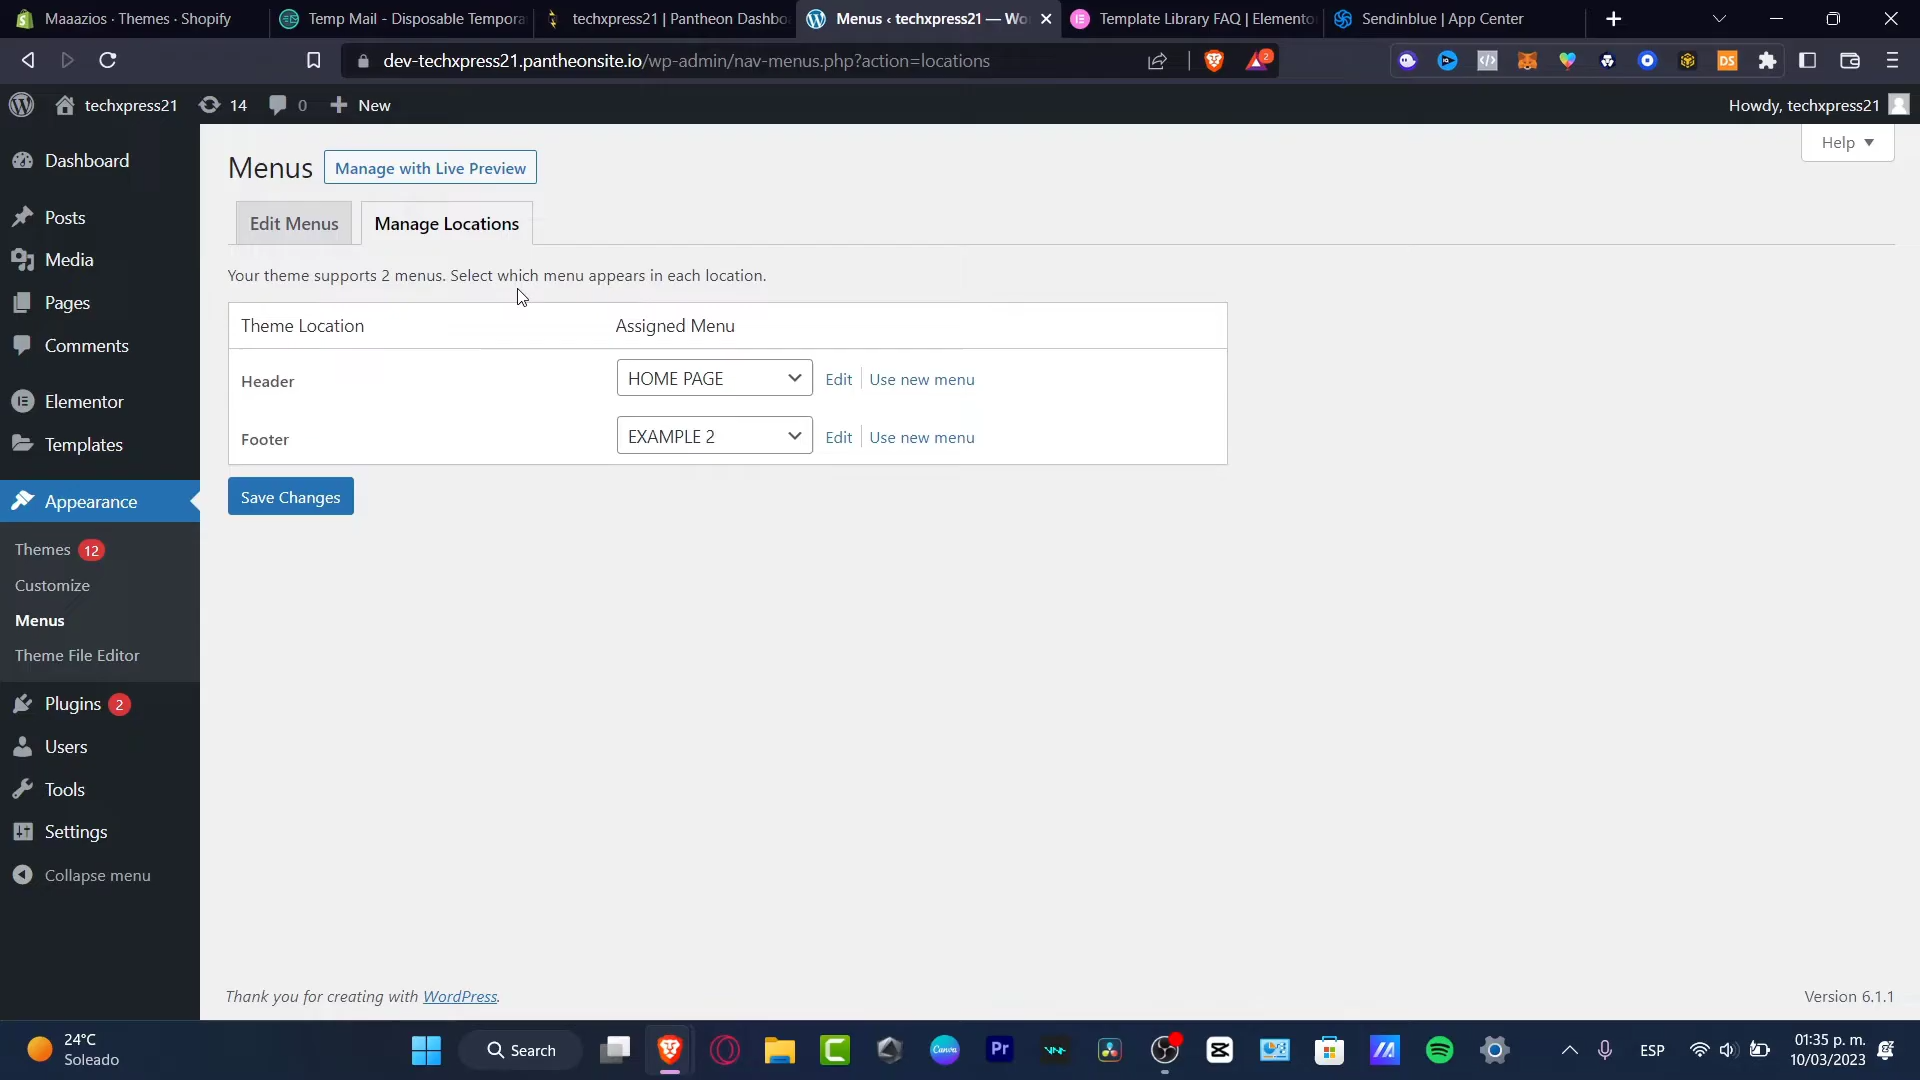 Maaazios · Themes · Shopify
Temp Mail - Disposable Tempora
techxpress21 | Pantheon Dashbo
Menus ‹ techxpress21 — Wo
Template Library FAQ | Elemento
Sendinblue | App Center
dev-techxpress21.pantheonsite.io/wp-admin/nav-menus.php?action=locations
2
DS
techxpress21
14
0
New
Howdy, techxpress21
Dashboard
Posts
Media
Pages
Comments
Elementor
Templates
Appearance
Themes 12
Customize
Menus
Theme File Editor
Plugins 2
Users
Tools
Settings
Collapse menu
Help
Menus
Manage with Live Preview
Edit Menus
Manage Locations
Your theme supports 2 menus. Select which menu appears in each location.
Theme Location
Assigned Menu
Header
HOME PAGE
Edit
Use new menu
Footer
EXAMPLE 2
Edit
Use new menu
Save Changes
Thank you for creating with WordPress.
Version 6.1.1
24°C
Soleado
Search
Canva
Pr
ESP
01:35 p. m.
10/03/2023